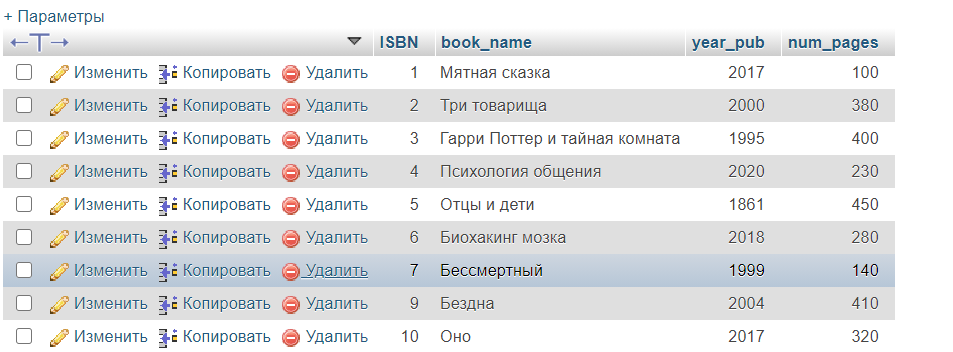 + Параметры
ISBN book_name year_pub num_pages
Изменить Копировать Удалить 1 Мятная сказка 2017 100
Изменить Копировать Удалить 2 Три товарища 2000 380
Изменить Копировать Удалить 3 Гарри Поттер и тайная комната 1995 400
Изменить Копировать Удалить 4 Психология общения 2020 230
Изменить Копировать Удалить 5 Отцы и дети 1861 450
Изменить Копировать Удалить 6 Биохакинг мозка 2018 280
Изменить Копировать Удалить 7 Бессмертный 1999 140
Изменить Копировать Удалить 9 Бездна 2004 410
Изменить Копировать Удалить 10 Оно 2017 320